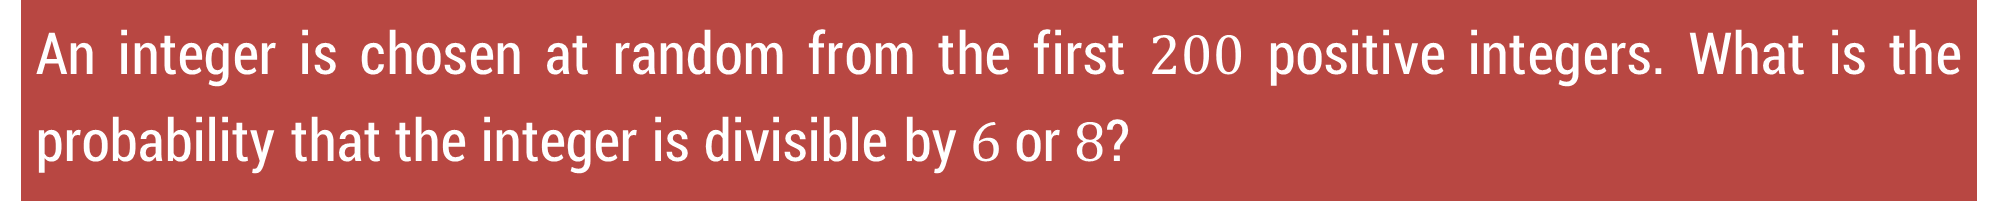 An integer is chosen at random from the first 200 positive integers. What is the
probability that the integer is divisible by 6 or 8?